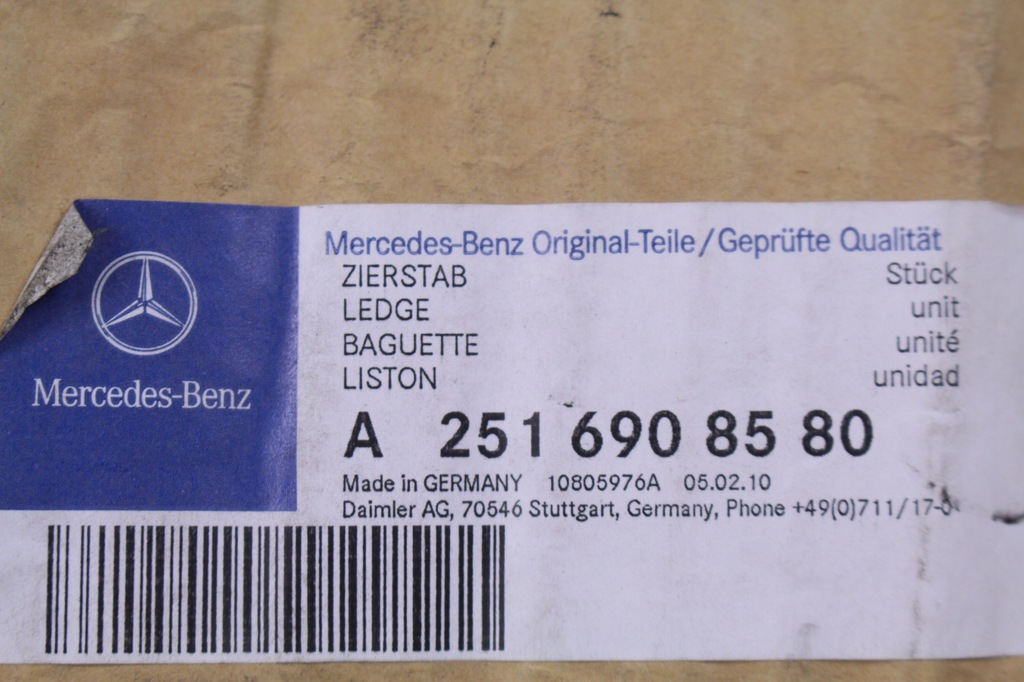 Mercedes-Benz
Mercedes-Benz Original-Teile/Geprüfte Qualität
ZIERSTAB Stück
LEDGE unit
BAGUETTE unité
LISTON unidad
A 251 690 85 80
Made in GERMANY 10805976A 05.02.10
Daimler AG, 70546 Stuttgart, Germany, Phone +49(0)711/17-0